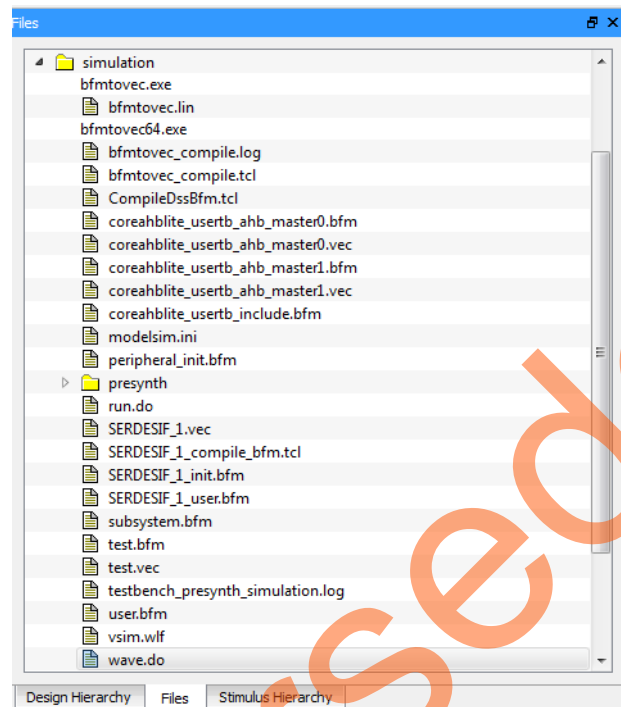 Files
simulation
bfmtovec.exe
bfmtovec.lin
bfmtovec64.exe
bfmtovec_compile.log
bfmtovec_compile.tcl
CompileDssBfm.tcl
coreahblite_usertb_ahb_master0.bfm
coreahblite_usertb_ahb_master0.vec
coreahblite_usertb_ahb_master1.bfm
coreahblite_usertb_ahb_master1.vec
coreahblite_usertb_include.bfm
modelsim.ini
peripheral_init.bfm
presynth
run.do
SERDESIF_1.vec
SERDESIF_1_compile_bfm.tcl
SERDESIF_1_init.bfm
SERDESIF_1_user.bfm
subsystem.bfm
test.bfm
test.vec
testbench_presynth_simulation.log
user.bfm
vsim.wlf
wave.do
Design Hierarchy Files Stimulus Hierarchy